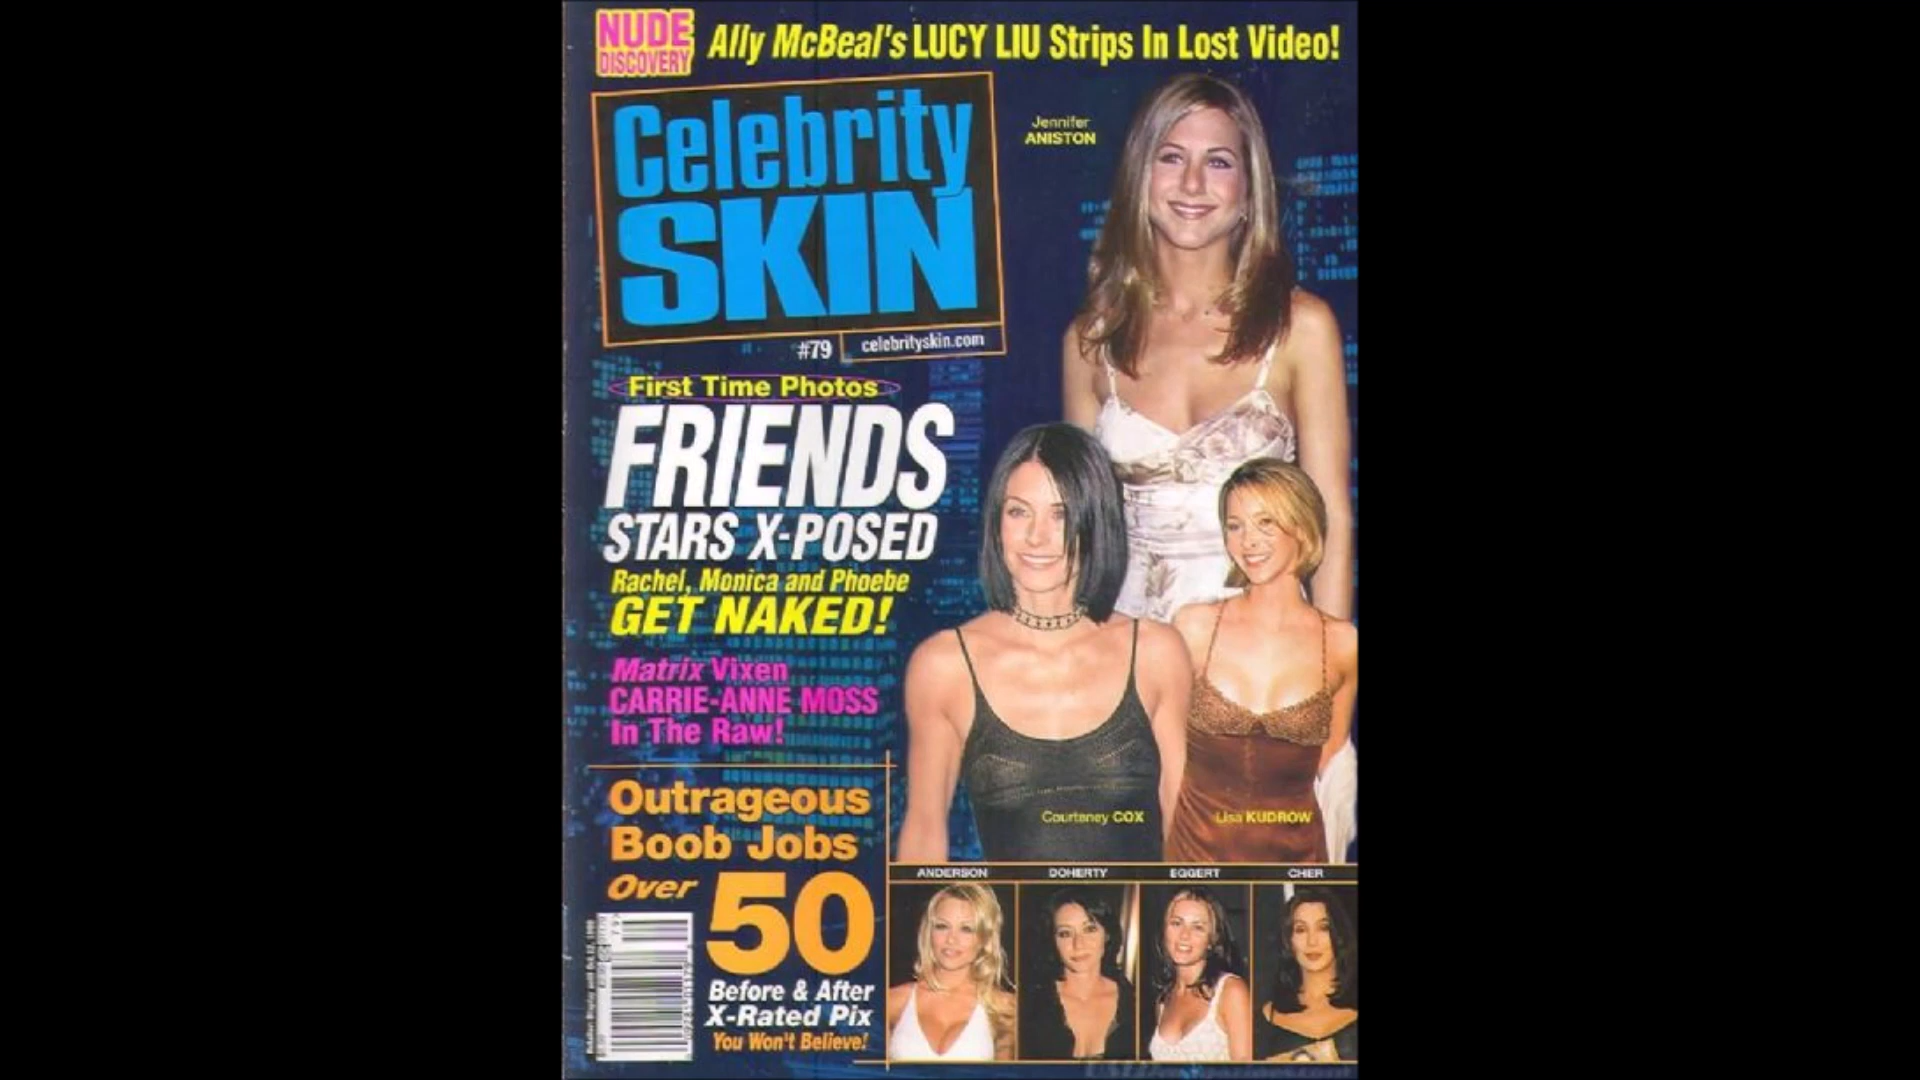 NUDE
DISCOVERY
Ally McBeal's LUCY LIU Strips In Lost Video!
Celebrity
SKIN
#79
celebrityskin.com
Jennifer
ANISTON
First Time Photos
FRIENDS
STARS X-POSED
Rachel, Monica and Phoebe
GET NAKED!
Matrix Vixen
CARRIE-ANNE MOSS
In The Raw!
Courteney COX
Lisa KUDROW
Outrageous
Boob Jobs
Over
50
Before & After
X-Rated Pix
You Won't Believe!
ANDERSON
DOHERTY
EGGERT
CHER